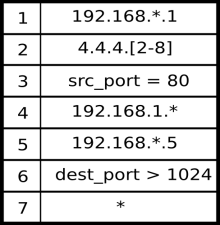 1 192.168.*.1
2 4.4.4.[2-8]
3 src_port = 80
4 192.168.1.*
5 192.168.*.5
6 dest_port > 1024
7 *